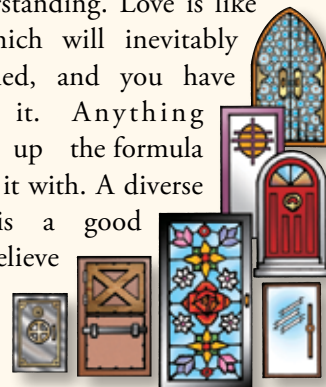 rstanding. Love is like
hich will inevitably
ed, and you have
it. Anything
up the formula
it with. A diverse
is a good
elieve